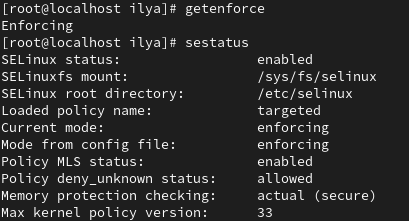 [root@localhost ilya]# getenforce
Enforcing
[root@localhost ilya]# sestatus
SELinux status:                 enabled
SELinuxfs mount:                /sys/fs/selinux
SELinux root directory:         /etc/selinux
Loaded policy name:             targeted
Current mode:                   enforcing
Mode from config file:          enforcing
Policy MLS status:              enabled
Policy deny_unknown status:     allowed
Memory protection checking:     actual (secure)
Max kernel policy version:      33